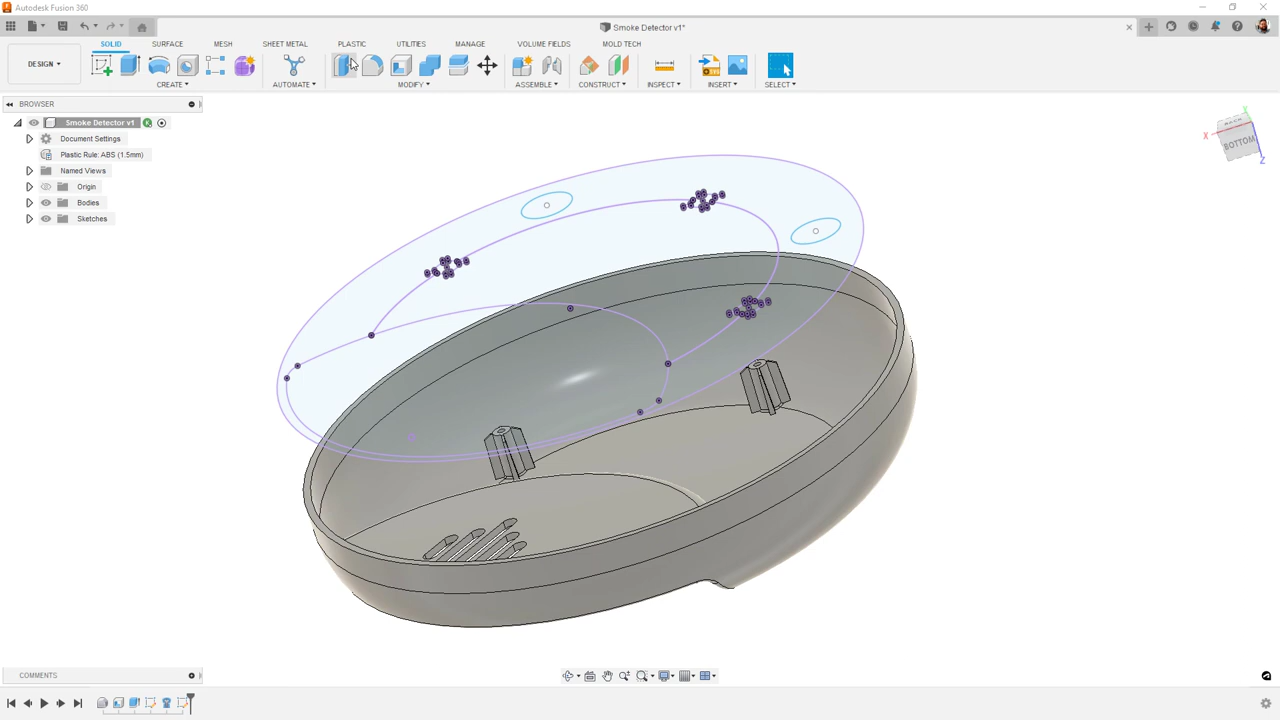 Autodesk Fusion 360
Smoke Detector v1*
DESIGN
SOLID
SURFACE
MESH
SHEET METAL
PLASTIC
UTILITIES
MANAGE
VOLUME FIELDS
MOLD TECH
CREATE
AUTOMATE
MODIFY
ASSEMBLE
CONSTRUCT
INSPECT
INSERT
SELECT
BROWSER
Smoke Detector v1
Document Settings
Plastic Rule: ABS (1.5mm)
Named Views
Origin
Bodies
Sketches
BACK
BOTTOM
X
Y
Z
COMMENTS